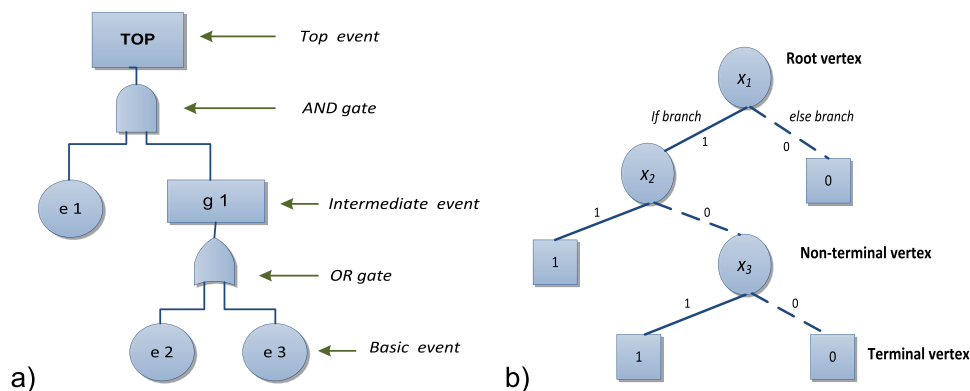 TOP
Top event
AND gate
e 1
g 1
Intermediate event
OR gate
e 2
e 3
Basic event
a)
x1
Root vertex
If branch
else branch
1
0
x2
0
1
0
1
x3
Non-terminal vertex
1
0
1
0
Terminal vertex
b)